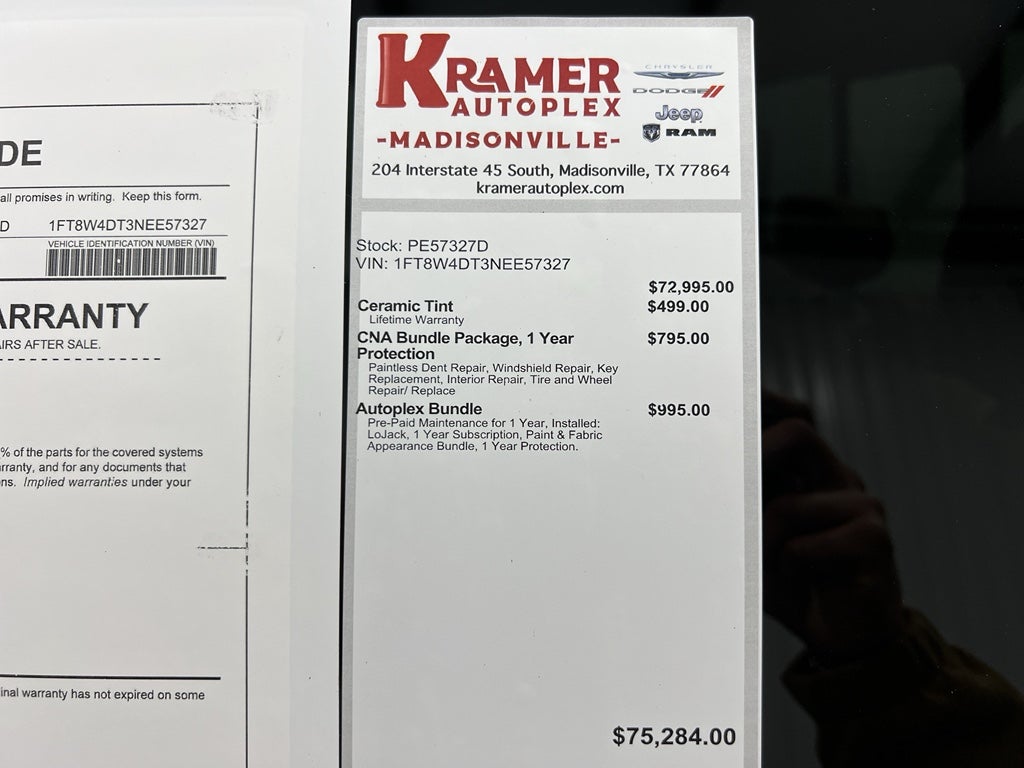 DE
all promises in writing. Keep this form.
D 1FT8W4DT3NEE57327
VEHICLE IDENTIFICATION NUMBER (VIN)
ARRANTY
AIRS AFTER SALE.
% of the parts for the covered systems
rranty, and for any documents that
ns. Implied warranties under your
inal warranty has not expired on some
KRAMER
AUTOPLEX
-MADISONVILLE-
CHRYSLER
DODGE
Jeep
RAM
204 Interstate 45 South, Madisonville, TX 77864
kramerautoplex.com
Stock: PE57327D
VIN: 1FT8W4DT3NEE57327
$72,995.00
Ceramic Tint $499.00
Lifetime Warranty
CNA Bundle Package, 1 Year $795.00
Protection
Paintless Dent Repair, Windshield Repair, Key
Replacement, Interior Repair, Tire and Wheel
Repair/ Replace
Autoplex Bundle $995.00
Pre-Paid Maintenance for 1 Year, Installed:
LoJack, 1 Year Subscription, Paint & Fabric
Appearance Bundle, 1 Year Protection.
$75,284.00